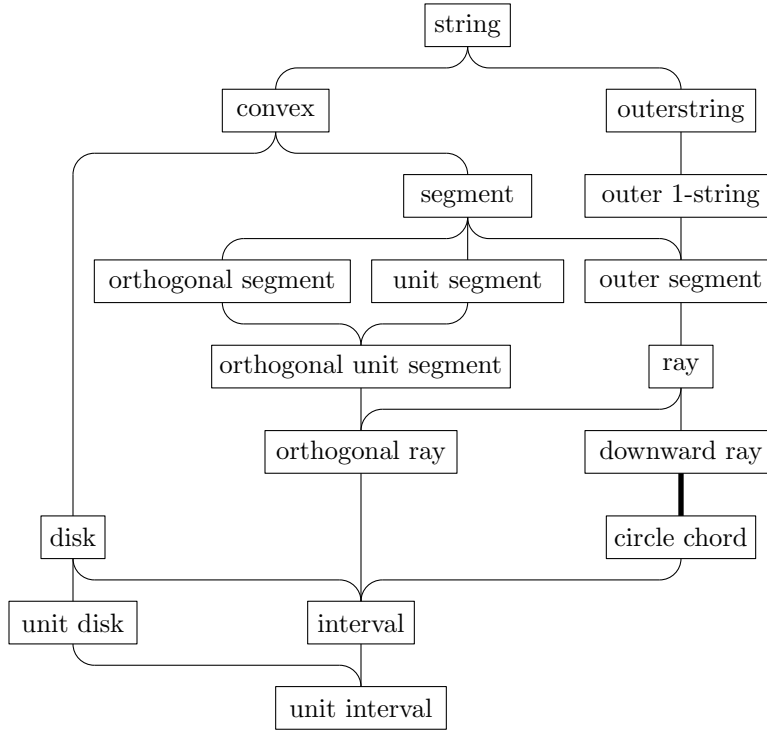 string
convex
outerstring
segment
outer 1-string
orthogonal segment
unit segment
outer segment
orthogonal unit segment
ray
orthogonal ray
downward ray
disk
circle chord
unit disk
interval
unit interval